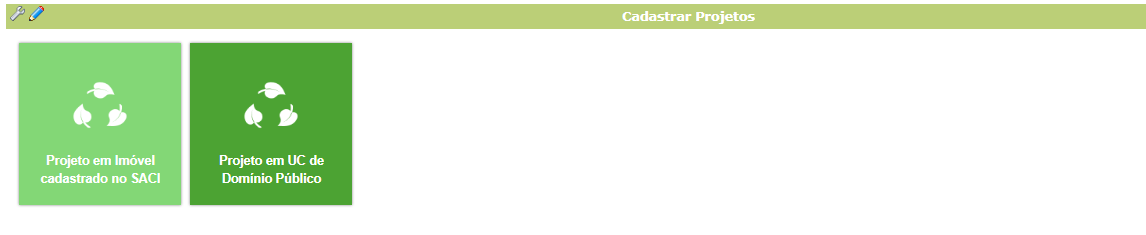 Cadastrar Projetos
Projeto em Imóvel
cadastrado no SACI
Projeto em UC de
Domínio Público